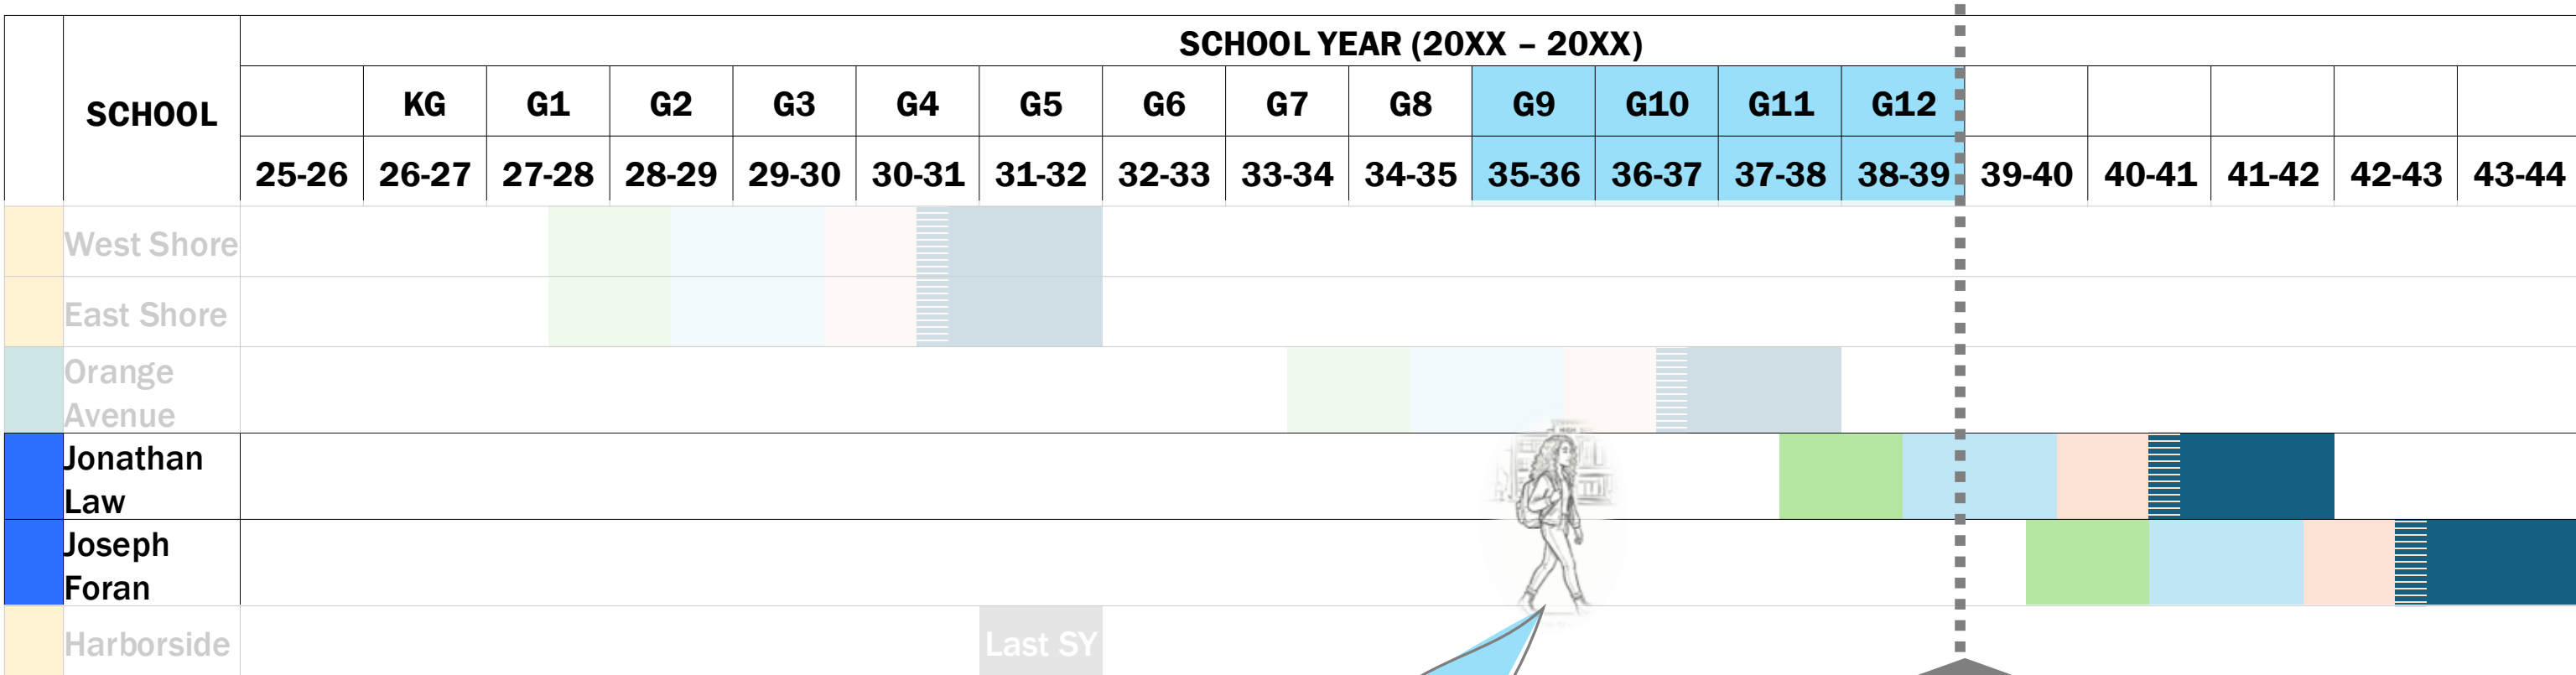 SCHOOL YEAR (20XX – 20XX)
SCHOOL
KG G1 G2 G3 G4 G5 G6 G7 G8 G9 G10 G11 G12
25-26 26-27 27-28 28-29 29-30 30-31 31-32 32-33 33-34 34-35 35-36 36-37 37-38 38-39 39-40 40-41 41-42 42-43 43-44
West Shore
East Shore
Orange
Avenue
Jonathan
Law
Joseph
Foran
Harborside Last SY